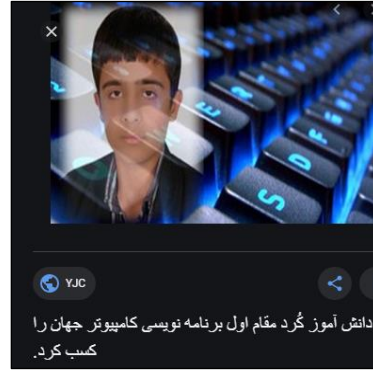 YJC
دانش آموز کُرد مقام اول برنامه نویسی کامپیوتر جهان را
کسب کرد.